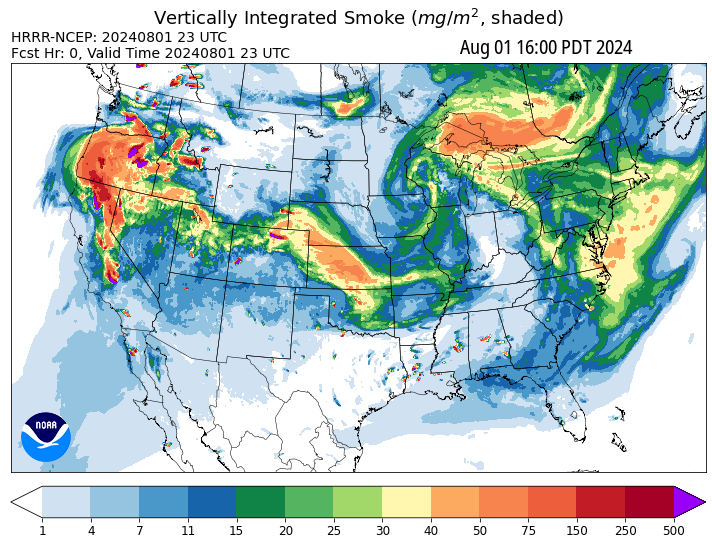 Vertically Integrated Smoke (mg/m², shaded)
HRRR-NCEP: 20240801 23 UTC
Fcst Hr: 0, Valid Time 20240801 23 UTC
Aug 01 16:00 PDT 2024
NOAA
1 4 7 11 15 20 25 30 40 50 75 150 250 500